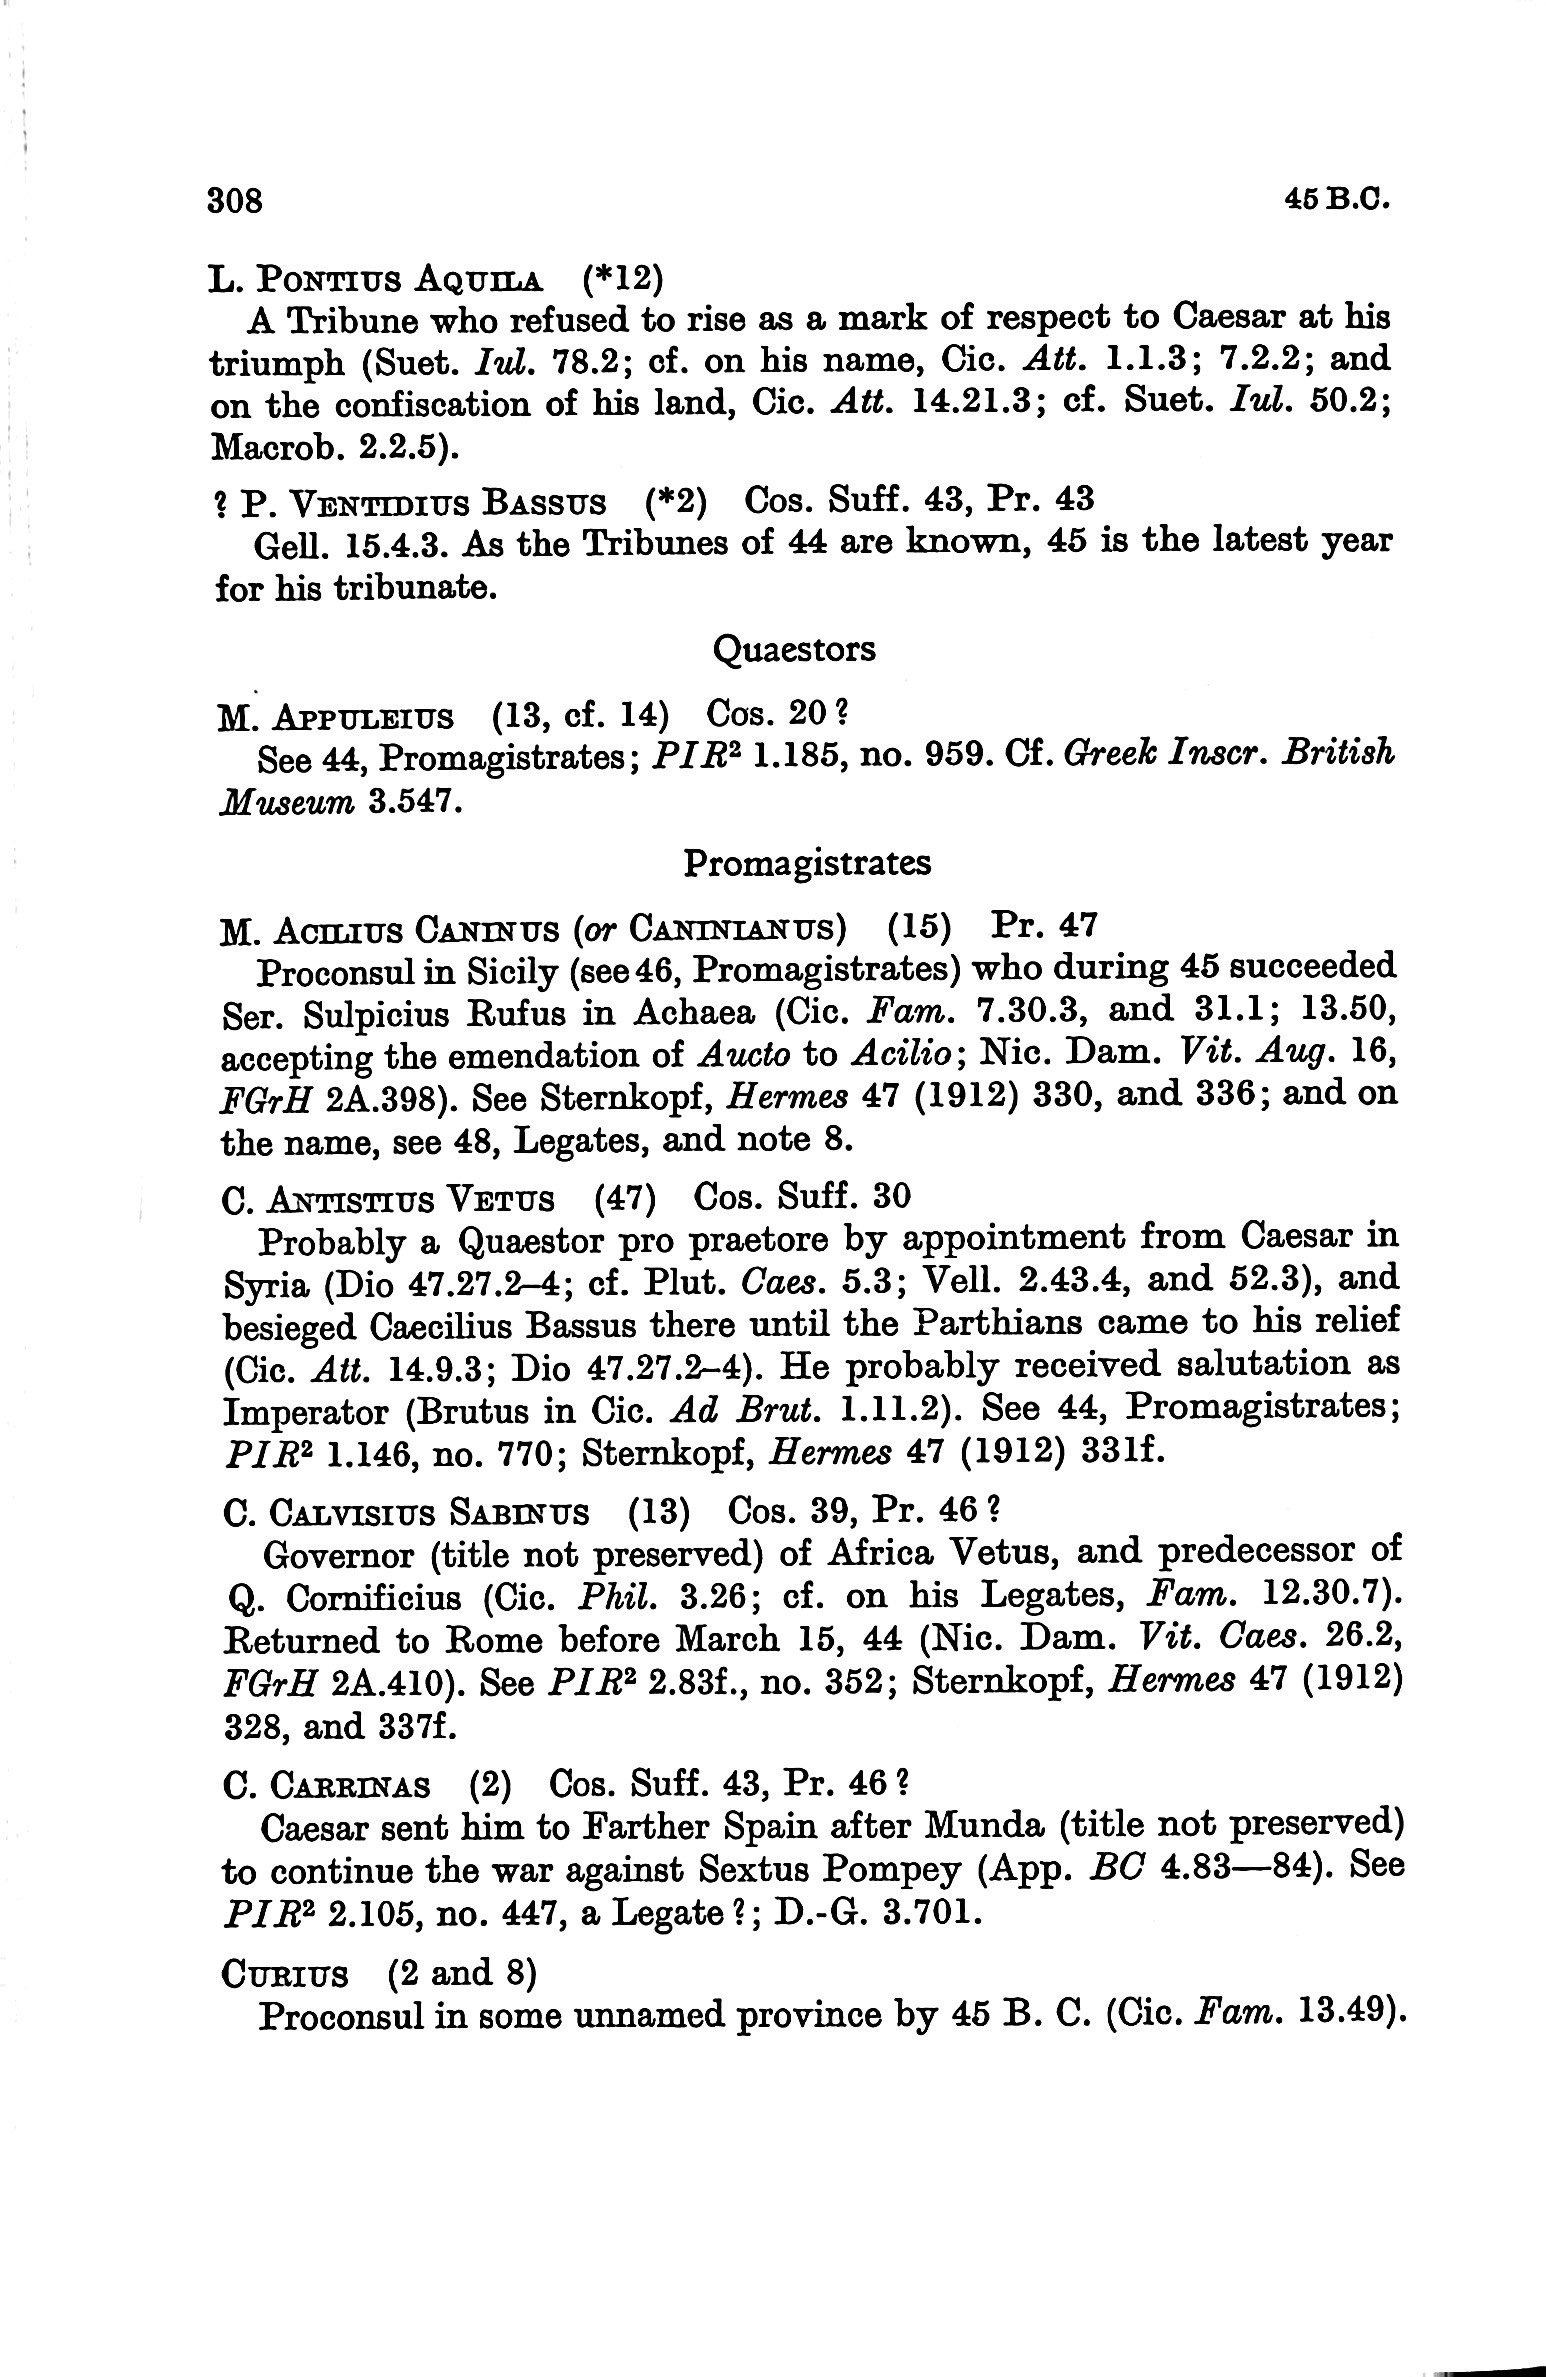 308 45 B.C.
L. PONTIUS AQUILA (*12)
A Tribune who refused to rise as a mark of respect to Caesar at his
triumph (Suet. Iul. 78.2; cf. on his name, Cic. Att. 1.1.3; 7.2.2; and
on the confiscation of his land, Cic. Att. 14.21.3; cf. Suet. Iul. 50.2;
Macrob. 2.2.5).
? P. VENTIDIUS BASSUS (*2) Cos. Suff. 43, Pr. 43
Gell. 15.4.3. As the Tribunes of 44 are known, 45 is the latest year
for his tribunate.
Quaestors
M. APPULEIUS (13, cf. 14) Cos. 20?
See 44, Promagistrates; PIR² 1.185, no. 959. Cf. Greek Inscr. British
Museum 3.547.
Promagistrates
M. ACILIUS CANINUS (or CANINIANUS) (15) Pr. 47
Proconsul in Sicily (see 46, Promagistrates) who during 45 succeeded
Ser. Sulpicius Rufus in Achaea (Cic. Fam. 7.30.3, and 31.1; 13.50,
accepting the emendation of Aucto to Acilio; Nic. Dam. Vit. Aug. 16,
FGrH 2A.398). See Sternkopf, Hermes 47 (1912) 330, and 336; and on
the name, see 48, Legates, and note 8.
C. ANTISTIUS VETUS (47) Cos. Suff. 30
Probably a Quaestor pro praetore by appointment from Caesar in
Syria (Dio 47.27.2–4; cf. Plut. Caes. 5.3; Vell. 2.43.4, and 52.3), and
besieged Caecilius Bassus there until the Parthians came to his relief
(Cic. Att. 14.9.3; Dio 47.27.2–4). He probably received salutation as
Imperator (Brutus in Cic. Ad Brut. 1.11.2). See 44, Promagistrates;
PIR² 1.146, no. 770; Sternkopf, Hermes 47 (1912) 331f.
C. CALVISIUS SABINUS (13) Cos. 39, Pr. 46?
Governor (title not preserved) of Africa Vetus, and predecessor of
Q. Cornificius (Cic. Phil. 3.26; cf. on his Legates, Fam. 12.30.7).
Returned to Rome before March 15, 44 (Nic. Dam. Vit. Caes. 26.2,
FGrH 2A.410). See PIR² 2.83f., no. 352; Sternkopf, Hermes 47 (1912)
328, and 337f.
C. CARRINAS (2) Cos. Suff. 43, Pr. 46?
Caesar sent him to Farther Spain after Munda (title not preserved)
to continue the war against Sextus Pompey (App. BC 4.83—84). See
PIR² 2.105, no. 447, a Legate?; D.-G. 3.701.
CURIUS (2 and 8)
Proconsul in some unnamed province by 45 B. C. (Cic. Fam. 13.49).